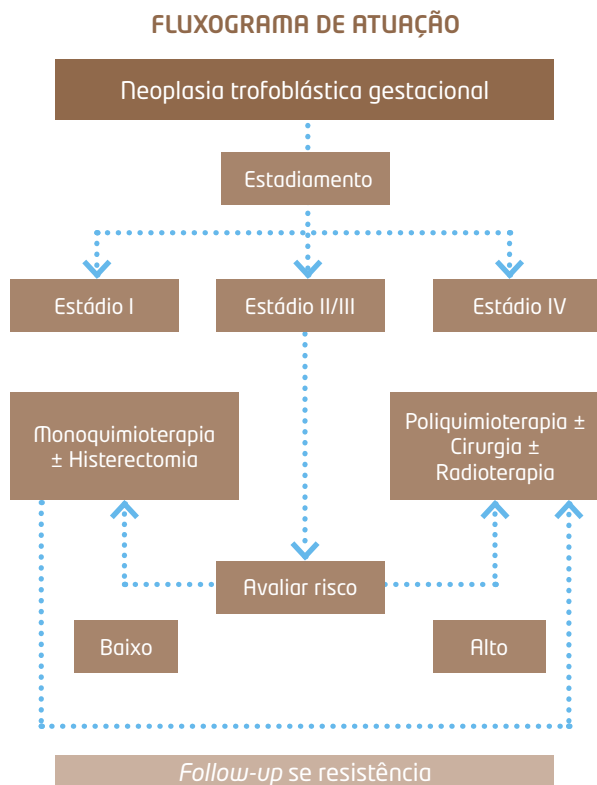 FLUXOGRAMA DE ATUAÇÃO
Neoplasia trofoblástica gestacional
Estadiamento
Estádio I
Estádio II/III
Estádio IV
Monoquimioterapia
± Histerectomia
Poliquimioterapia ±
Cirurgia ±
Radioterapia
Avaliar risco
Baixo
Alto
Follow-up se resistência